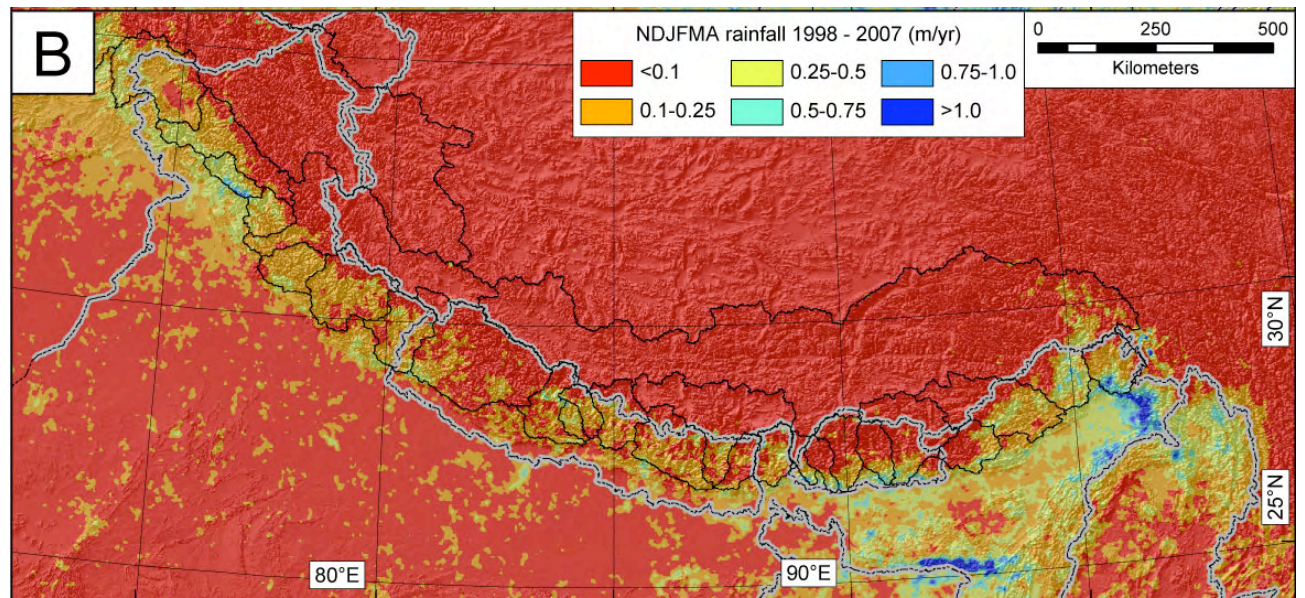 B
NDJFMA rainfall 1998 - 2007 (m/yr)
<0.1
0.25-0.5
0.75-1.0
0.1-0.25
0.5-0.75
>1.0
0 250 500
Kilometers
30°N
25°N
80°E
90°E